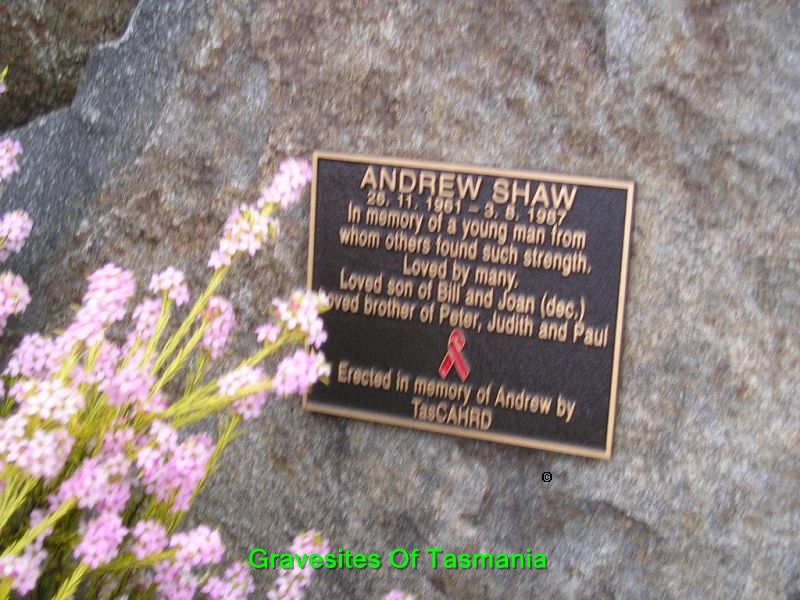 ANDREW SHAW
26. 11. 1961 – 3. 8. 1987
In memory of a young man from
whom others found such strength.
Loved by many.
Loved son of Bill and Joan (dec.)
Loved brother of Peter, Judith and Paul
Erected in memory of Andrew by
TasCAHRD
©
Gravesites Of Tasmania